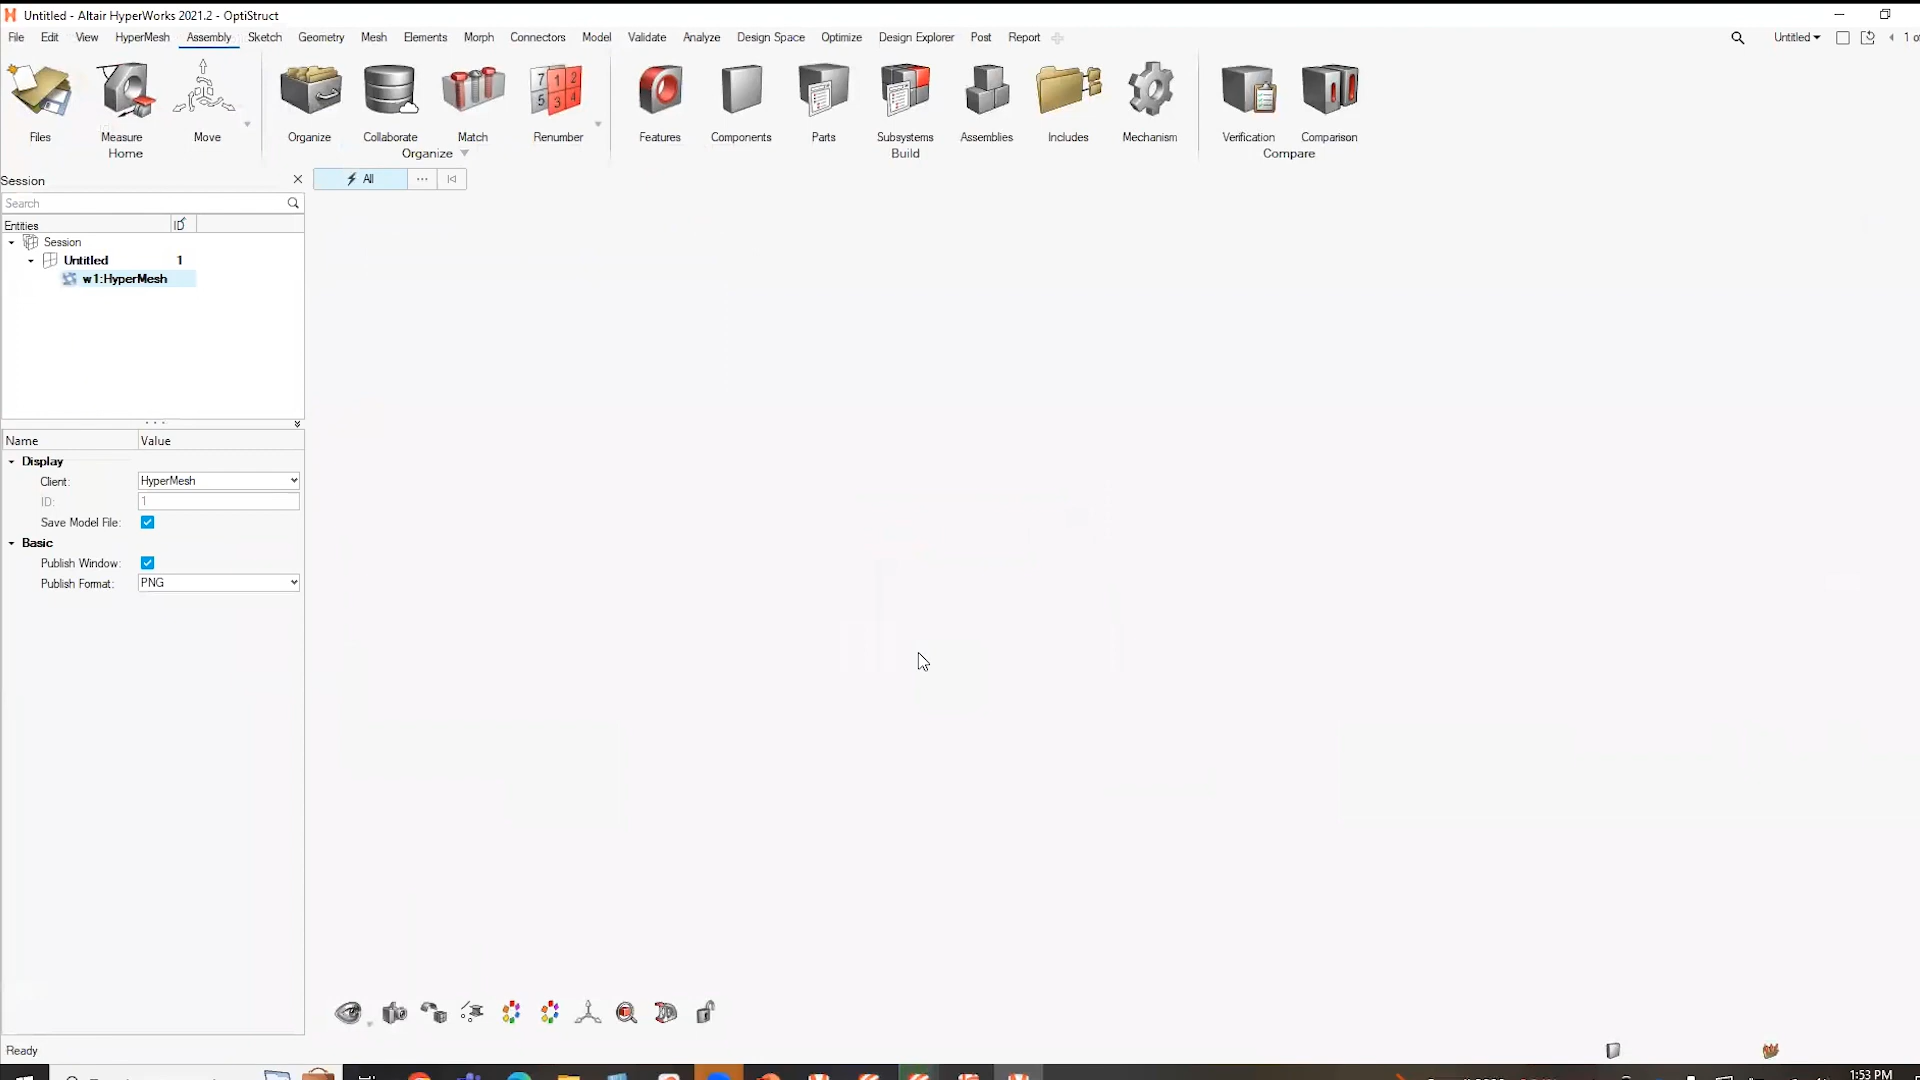 Untitled - Altair HyperWorks 2021.2 - OptiStruct
File Edit View HyperMesh Assembly Sketch Geometry Mesh Elements Morph Connectors Model Validate Analyze Design Space Optimize Design Explorer Post Report Untitled 1 o
Files Measure Move Organize Collaborate Match Renumber Features Components Parts Subsystems Assemblies Includes Mechanism Verification Comparison
Home Organize Build Compare
Session All
Search
Entities ID
Session
Untitled 1
w1:HyperMesh
Name Value
Display
Client: HyperMesh
ID: 1
Save Model File:
Basic
Publish Window:
Publish Format: PNG
Ready
1:53 PM